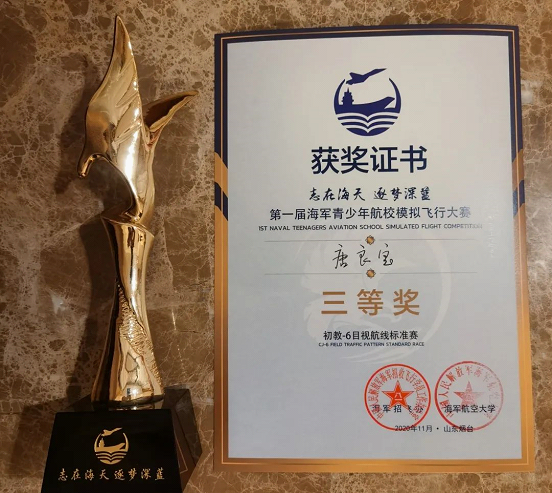 获奖证书
志在海天 逐梦深蓝
第一届海军青少年航校模拟飞行大赛
1ST NAVAL TEENAGERS AVIATION SCHOOL SIMULATED FLIGHT COMPETITION
唐良宝
三等奖
初教-6目视航线标准赛
CJ-6 FIELD TRAFFIC PATTERN STANDARD RACE
海军招飞办
海军航空大学
2020年11月·山东烟台
志在海天 逐梦深蓝